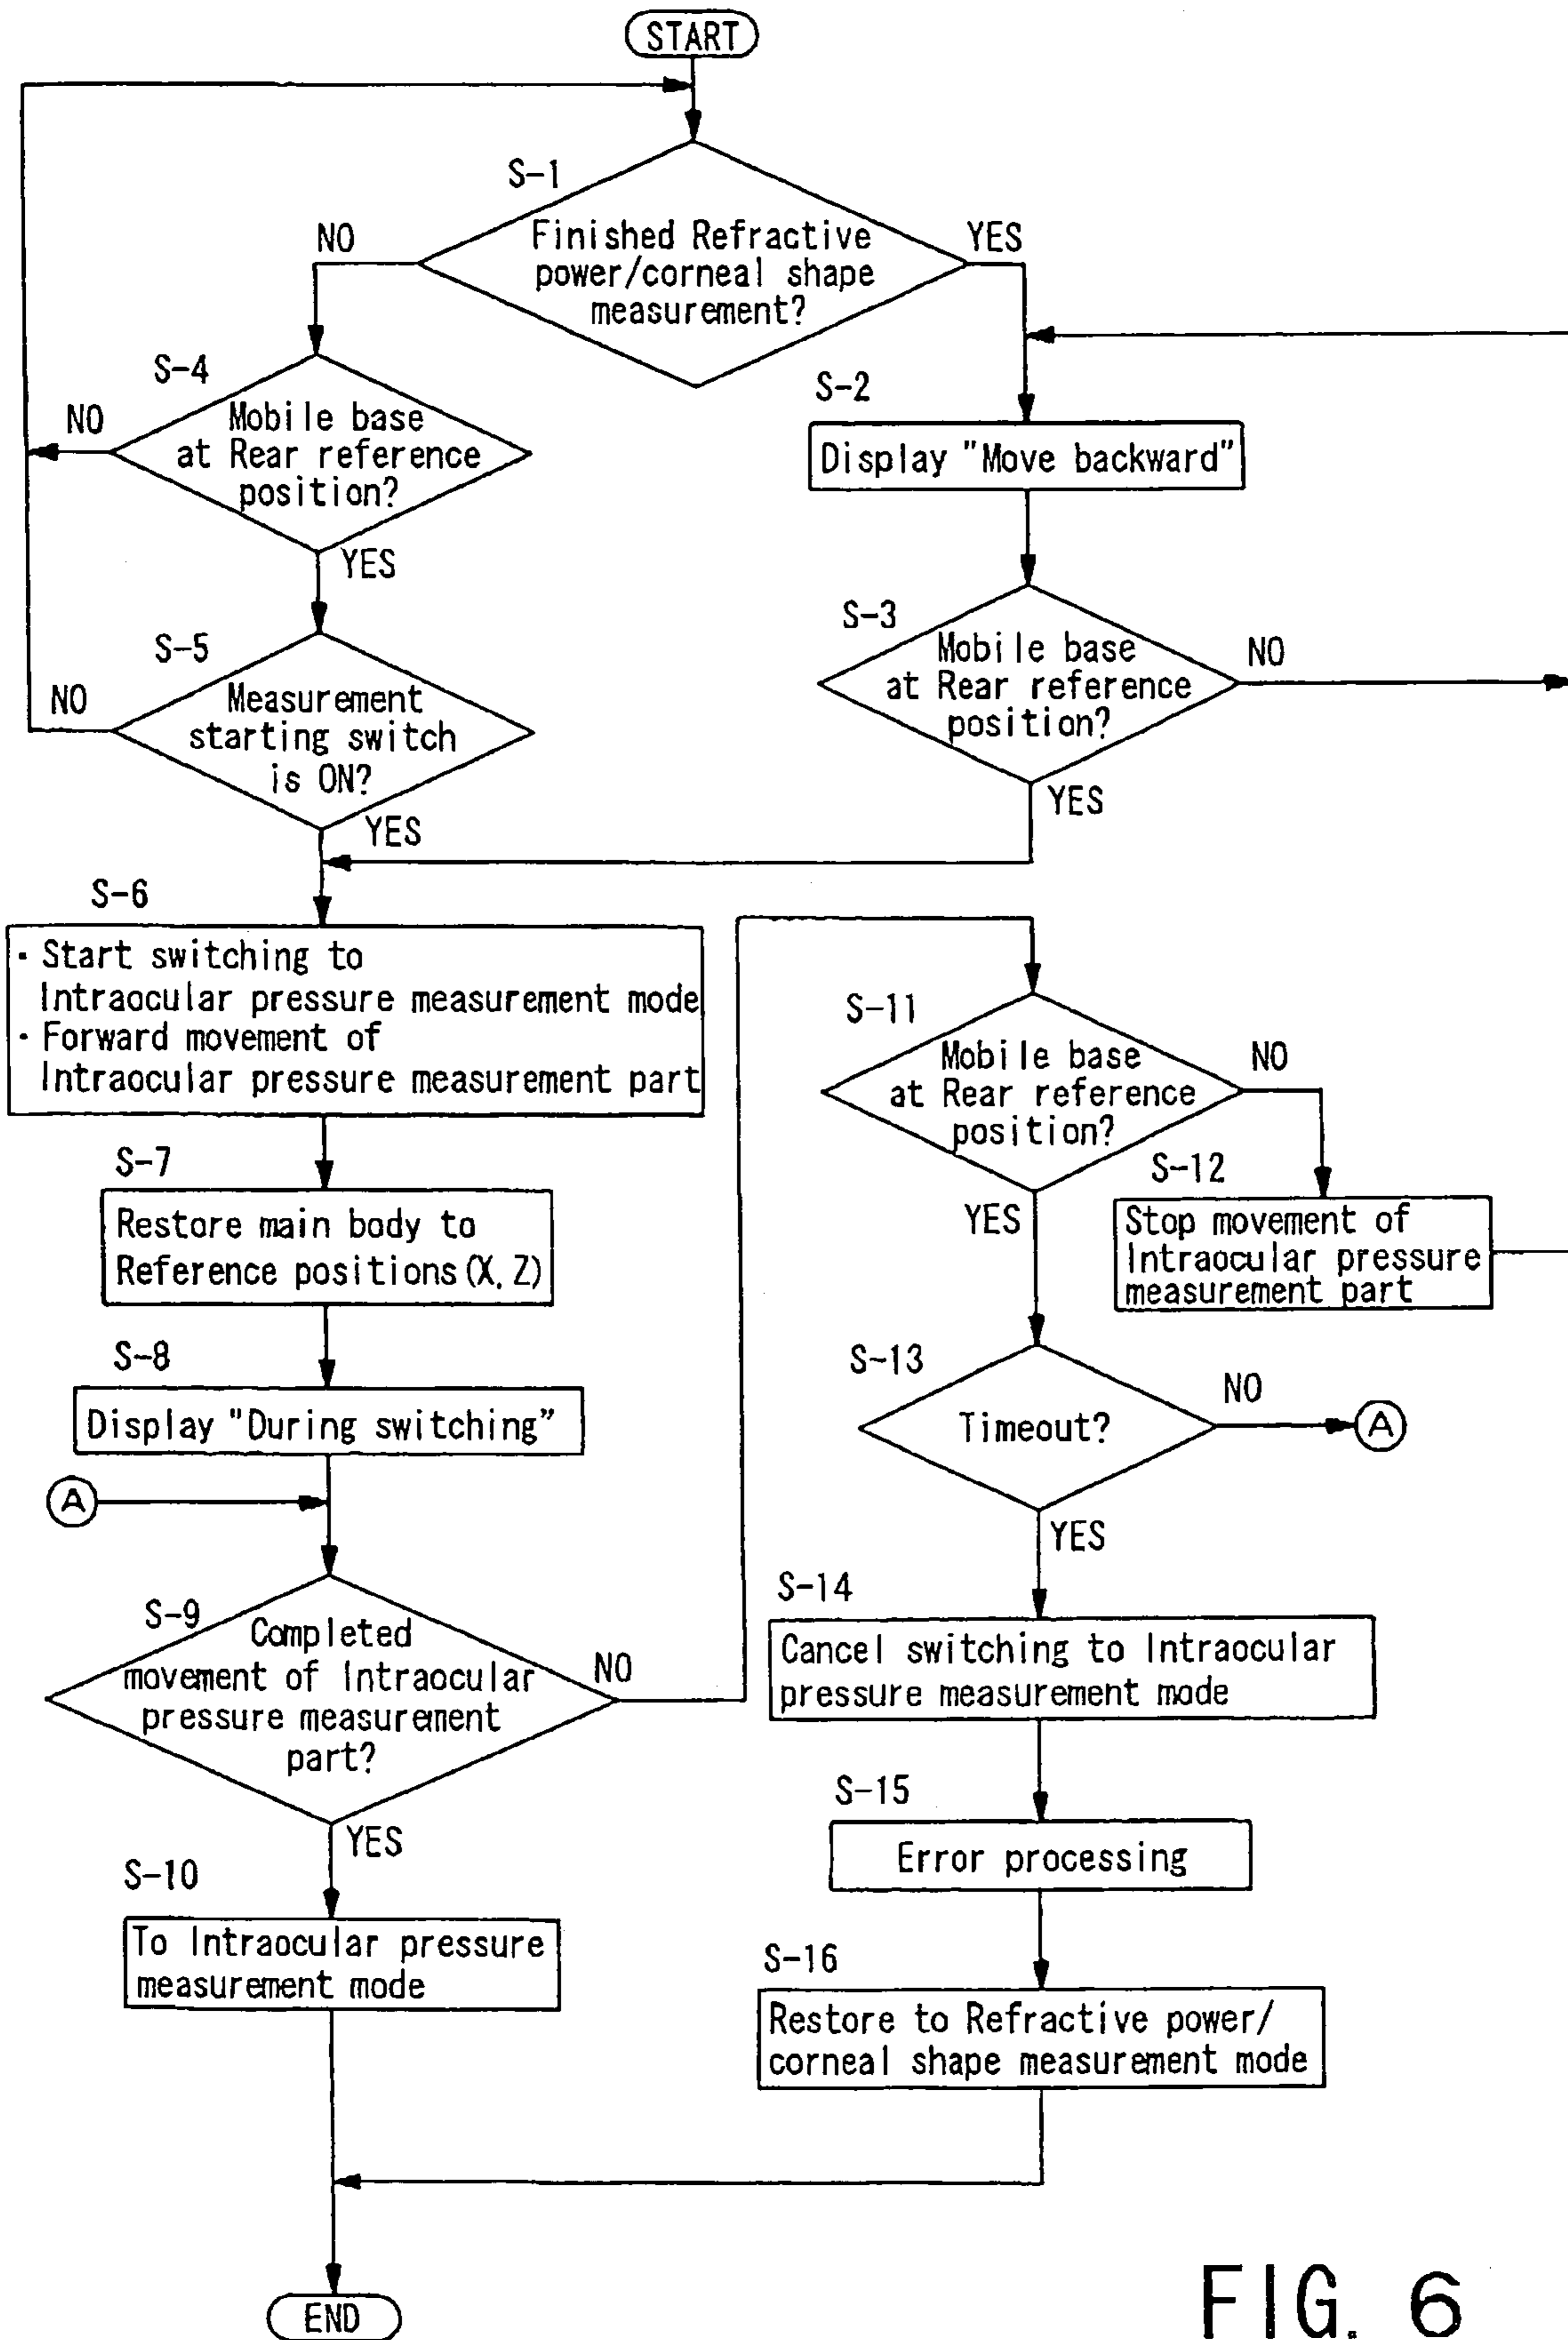 START
S-1
Finished Refractive
power/corneal shape
measurement?
NO
YES
S-4
Mobile base
at Rear reference
position?
NO
YES
S-2
Display "Move backward"
S-3
Mobile base
at Rear reference
position?
NO
YES
S-5
Measurement
starting switch
is ON?
NO
YES
S-6
· Start switching to
Intraocular pressure measurement mode
· Forward movement of
Intraocular pressure measurement part
S-7
Restore main body to
Reference positions(X, Z)
S-8
Display "During switching"
A
S-9
Completed
movement of Intraocular
pressure measurement
part?
NO
YES
S-10
To Intraocular pressure
measurement mode
S-11
Mobile base
at Rear reference
position?
NO
YES
S-12
Stop movement of
Intraocular pressure
measurement part
S-13
Timeout?
NO
A
YES
S-14
Cancel switching to Intraocular
pressure measurement mode
S-15
Error processing
S-16
Restore to Refractive power/
corneal shape measurement mode
END
FIG. 6